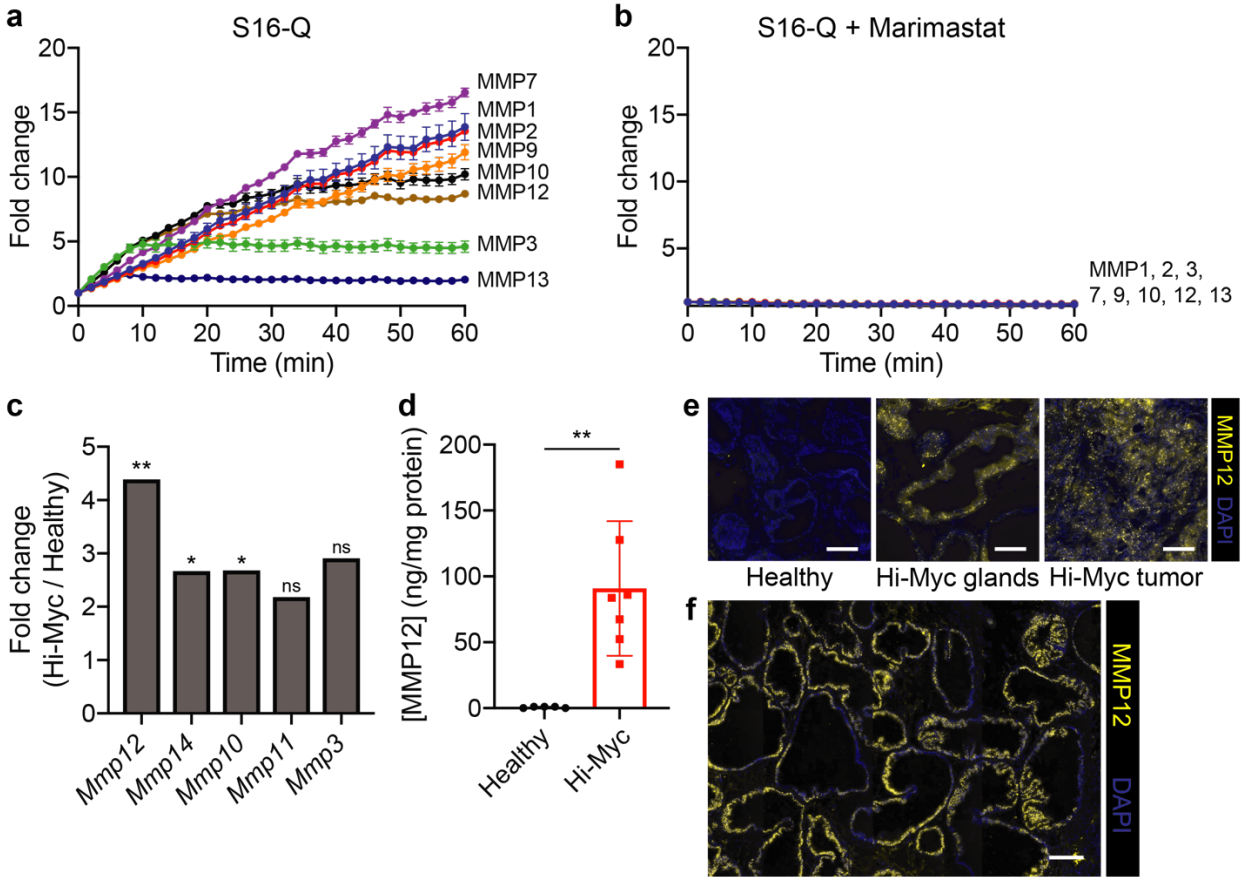 a
S16-Q
Fold change
20
15
10
5
0
0 10 20 30 40 50 60
Time (min)
MMP7
MMP1
MMP2
MMP9
MMP10
MMP12
MMP3
MMP13
b
S16-Q + Marimastat
Fold change
20
15
10
5
0 10 20 30 40 50 60
Time (min)
MMP1, 2, 3,
7, 9, 10, 12, 13
c
Fold change
(Hi-Myc / Healthy)
5
4
3
2
1
0
**
*
*
ns
ns
Mmp12
Mmp14
Mmp10
Mmp11
Mmp3
d
[MMP12] (ng/mg protein)
200
150
100
50
0
**
Healthy
Hi-Myc
e
Healthy
Hi-Myc glands
Hi-Myc tumor
MMP12 DAPI
f
MMP12 DAPI